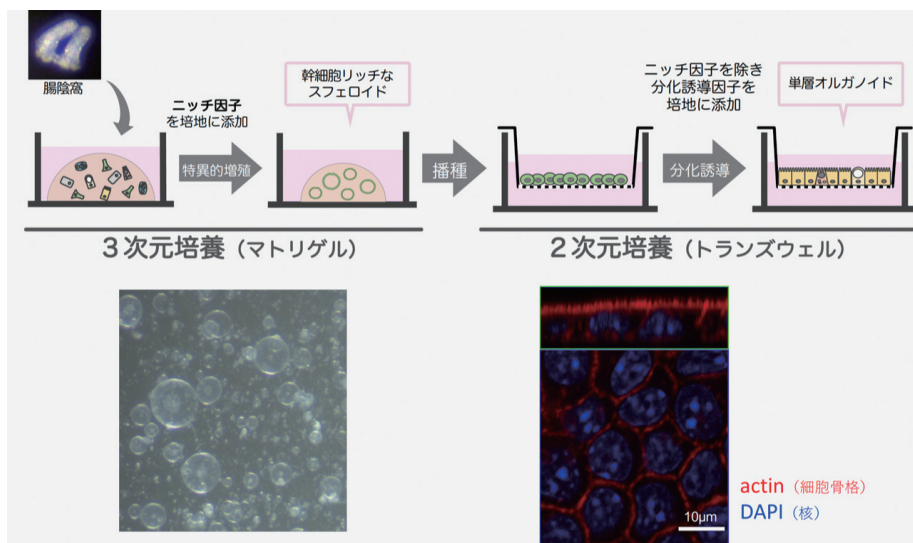 腸陰窩
ニッチ因子
を培地に添加
特異的増殖
幹細胞リッチな
スフェロイド
播種
ニッチ因子を除き
分化誘導因子を
培地に添加
分化誘導
単層オルガノイド
3次元培養(マトリゲル)
2次元培養(トランズウェル)
actin(細胞骨格)
DAPI(核)
10μm